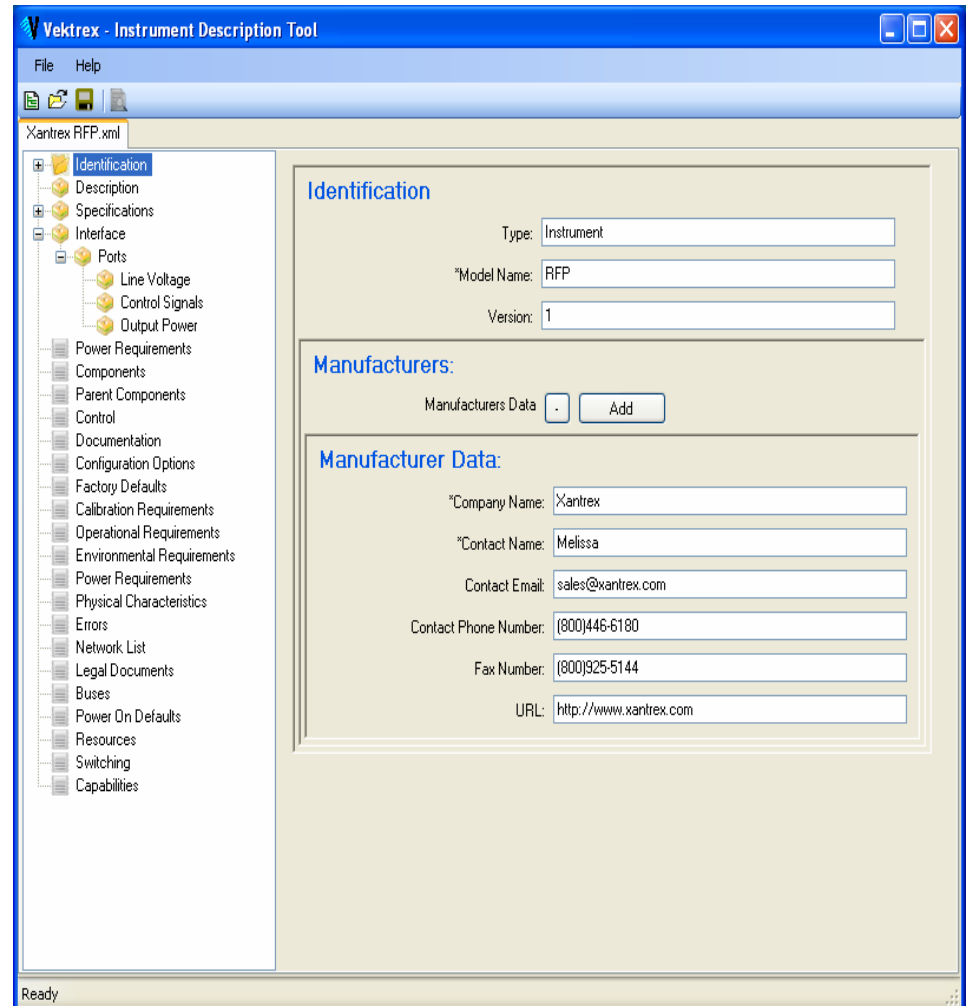 Vektrex - Instrument Description Tool
File Help
Xantrex RFP.xml
Identification
Description
Specifications
Interface
Ports
Line Voltage
Control Signals
Output Power
Power Requirements
Components
Parent Components
Control
Documentation
Configuration Options
Factory Defaults
Calibration Requirements
Operational Requirements
Environmental Requirements
Power Requirements
Physical Characteristics
Errors
Network List
Legal Documents
Buses
Power On Defaults
Resources
Switching
Capabilities
Identification
Type: Instrument
*Model Name: RFP
Version: 1
Manufacturers:
Manufacturers Data - Add
Manufacturer Data:
*Company Name: Xantrex
*Contact Name: Melissa
Contact Email: sales@xantrex.com
Contact Phone Number: (800)446-6180
Fax Number: (800)925-5144
URL: http://www.xantrex.com
Ready